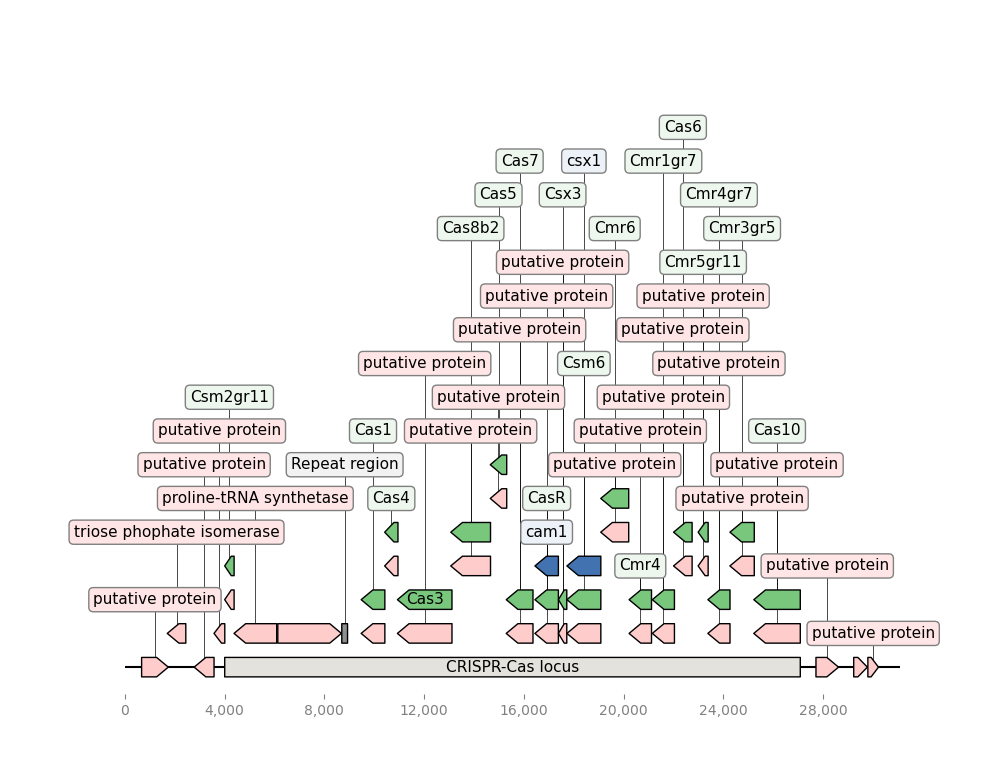 Cas6
Cas7
csx1
Cmr1gr7
Cas5
Csx3
Cmr4gr7
Cas8b2
Cmr6
Cmr3gr5
putative protein
Cmr5gr11
putative protein
putative protein
putative protein
putative protein
putative protein
Csm6
putative protein
Csm2gr11
putative protein
putative protein
putative protein
Cas1
putative protein
putative protein
Cas10
putative protein
Repeat region
putative protein
putative protein
proline-tRNA synthetase
Cas4
CasR
putative protein
triose phophate isomerase
cam1
Cmr4
putative protein
putative protein
Cas3
putative protein
CRISPR-Cas locus
0
4,000
8,000
12,000
16,000
20,000
24,000
28,000